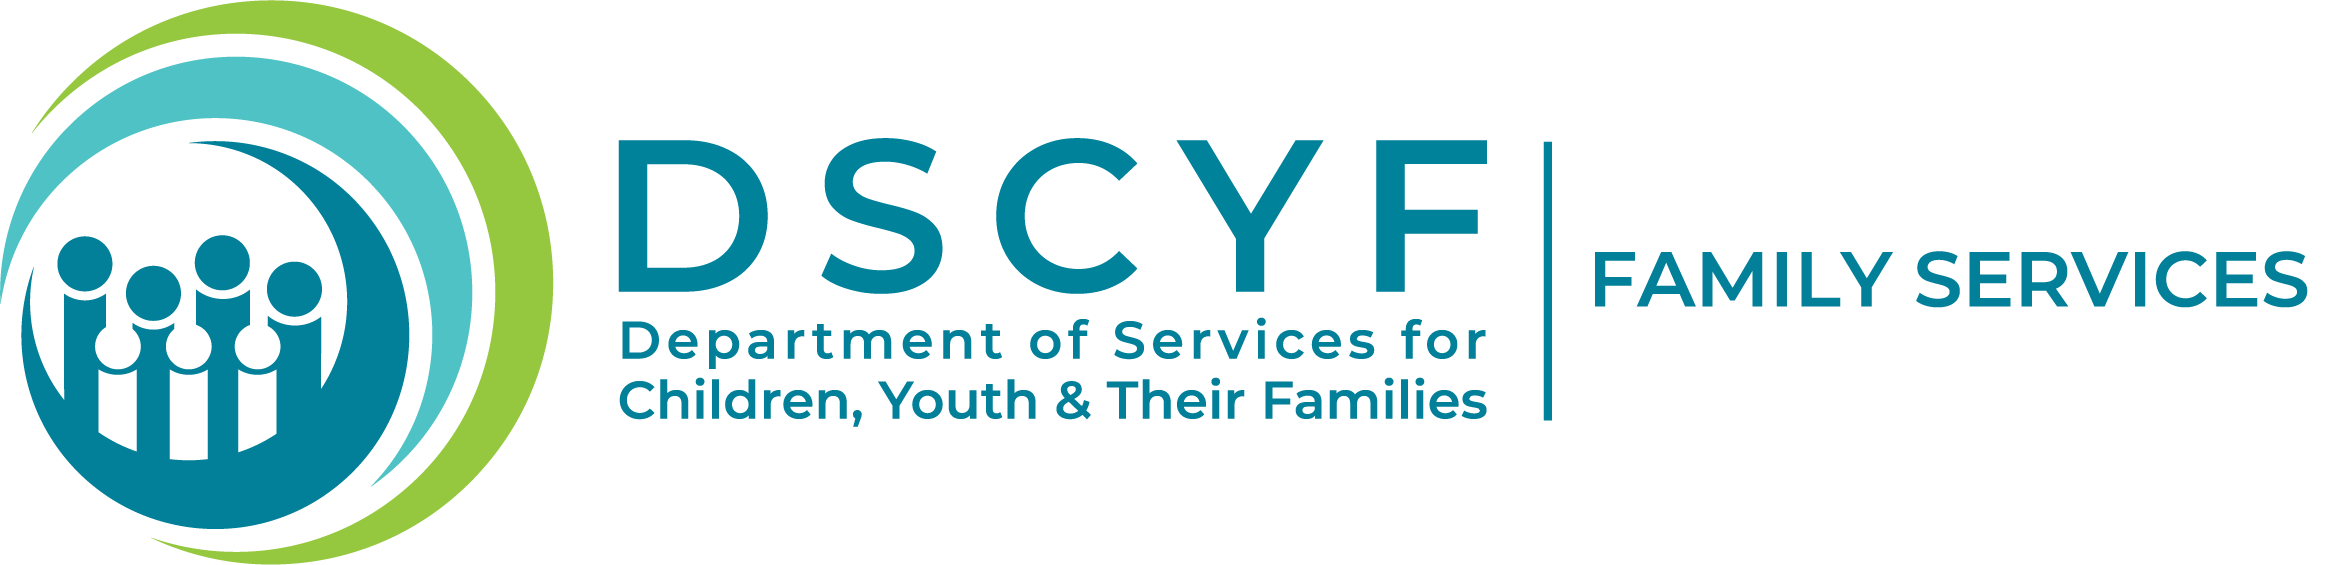 DSCYF
Department of Services for
Children, Youth & Their Families
FAMILY SERVICES